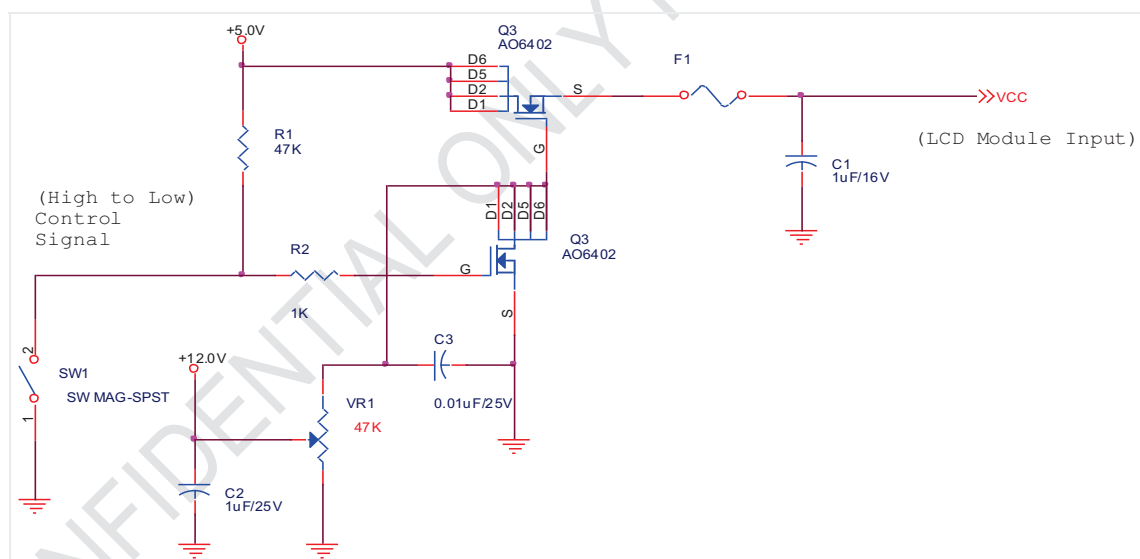 +5.0V
Q3
AO6402
D6
D5
D2
D1
S
G
F1
VCC
(LCD Module Input)
C1
1uF/16V
R1
47K
(High to Low)
Control
Signal
D1
D2
D5
D6
Q3
AO6402
R2
1K
G
S
C3
0.01uF/25V
+12.0V
2
SW1
SW MAG-SPST
1
VR1
47K
C2
1uF/25V
ONFIDENTIAL ONLY